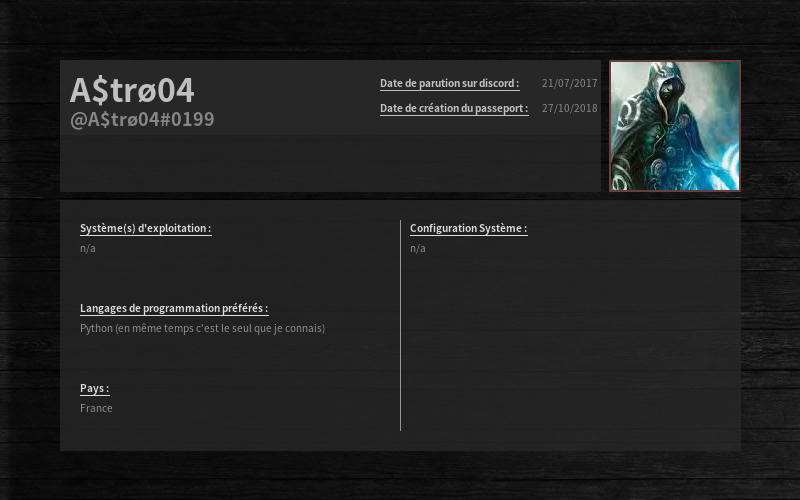 A$trø04
@A$trø04#0199
Date de parution sur discord : 21/07/2017
Date de création du passeport : 27/10/2018
Système(s) d'exploitation :
n/a
Langages de programmation préférés :
Python (en même temps c'est le seul que je connais)
Pays :
France
Configuration Système :
n/a